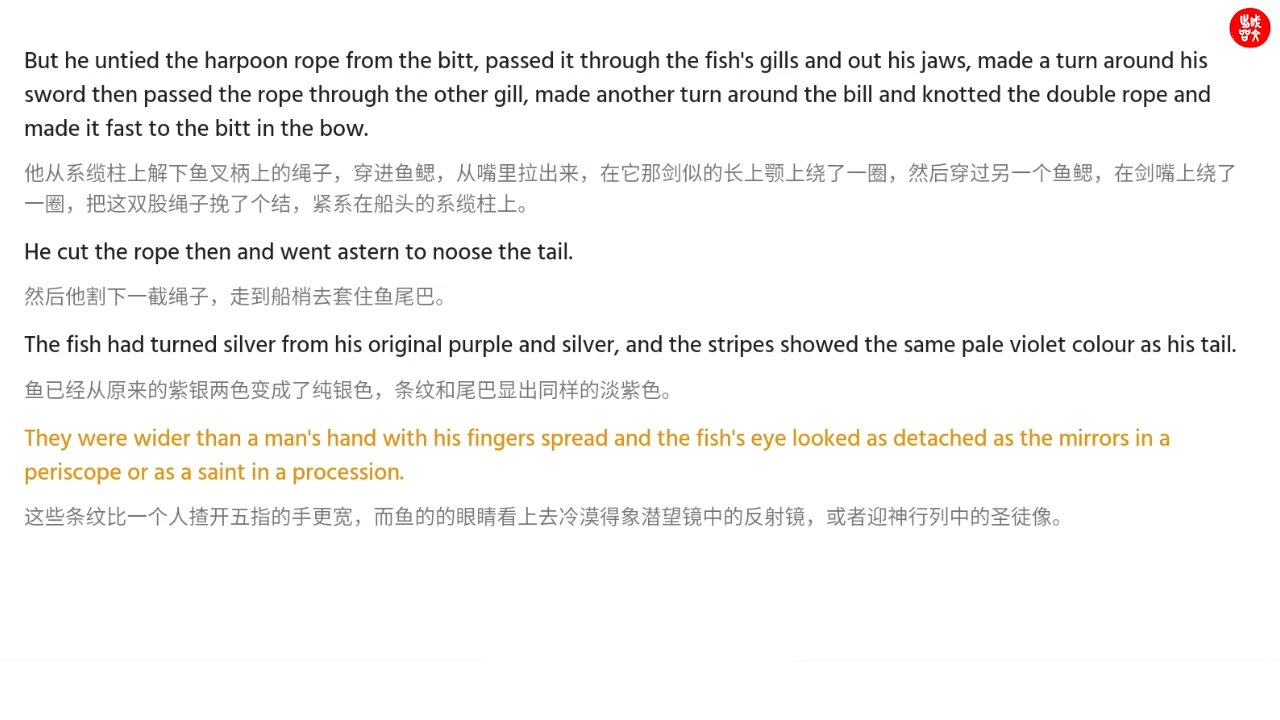 But he untied the harpoon rope from the bitt, passed it through the fish's gills and out his jaws, made a turn around his
sword then passed the rope through the other gill, made another turn around the bill and knotted the double rope and
made it fast to the bitt in the bow.
他从系缆柱上解下鱼叉柄上的绳子，穿进鱼鳃，从嘴里拉出来，在它那剑似的长上颚上绕了一圈，然后穿过另一个鱼鳃，在剑嘴上绕了
一圈，把这双股绳子挽了个结，紧系在船头的系缆柱上。
He cut the rope then and went astern to noose the tail.
然后他割下一截绳子，走到船梢去套住鱼尾巴。
The fish had turned silver from his original purple and silver, and the stripes showed the same pale violet colour as his tail.
鱼已经从原来的紫银两色变成了纯银色，条纹和尾巴显出同样的淡紫色。
They were wider than a man's hand with his fingers spread and the fish's eye looked as detached as the mirrors in a
periscope or as a saint in a procession.
这些条纹比一个人揸开五指的手更宽，而鱼的的眼睛看上去冷漠得象潜望镜中的反射镜，或者迎神行列中的圣徒像。